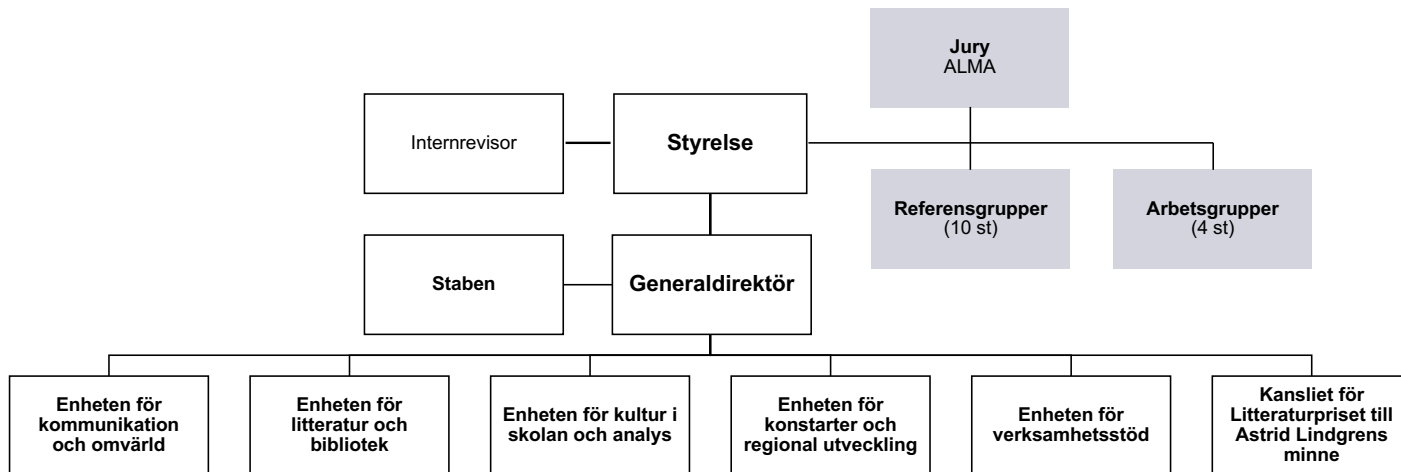 Jury
ALMA
Internrevisor
Styrelse
Referensgrupper
(10 st)
Arbetsgrupper
(4 st)
Staben
Generaldirektör
Enheten för
kommunikation
och omvärld
Enheten för
litteratur och
bibliotek
Enheten för kultur i
skolan och analys
Enheten för
konstarter och
regional utveckling
Enheten för
verksamhetsstöd
Kansliet för
Litteraturpriset till
Astrid Lindgrens
minne